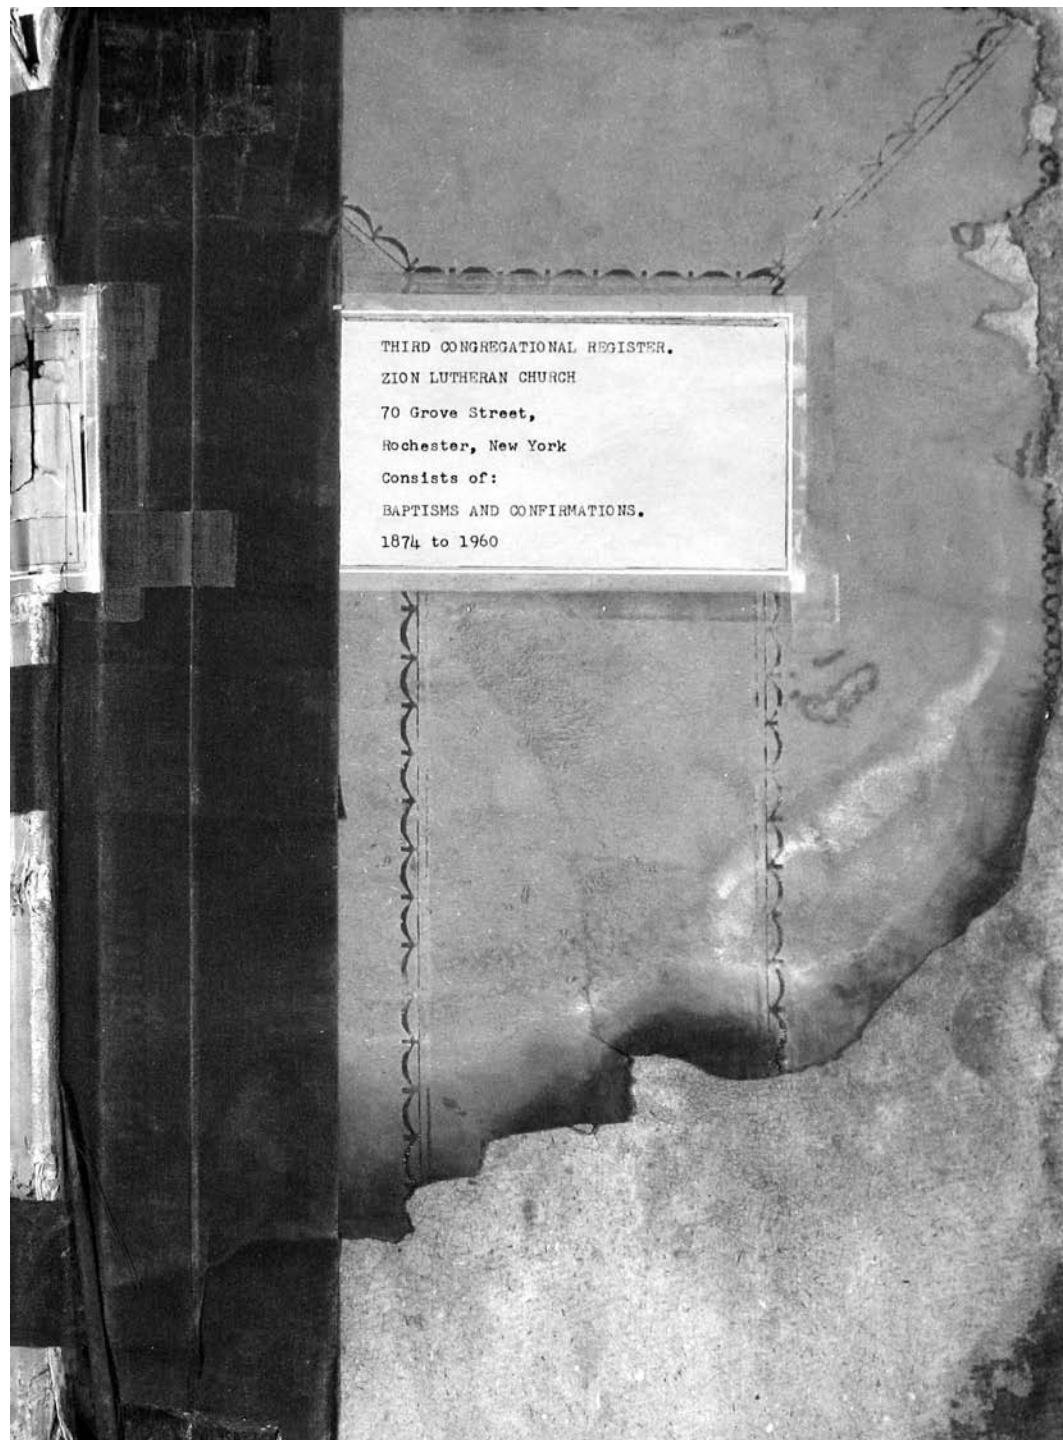 THIRD CONGREGATIONAL REGISTER.
ZION LUTHERAN CHURCH
70 Grove Street,
Rochester, New York
Consists of:
BAPTISMS AND CONFIRMATIONS.
1874 to 1960